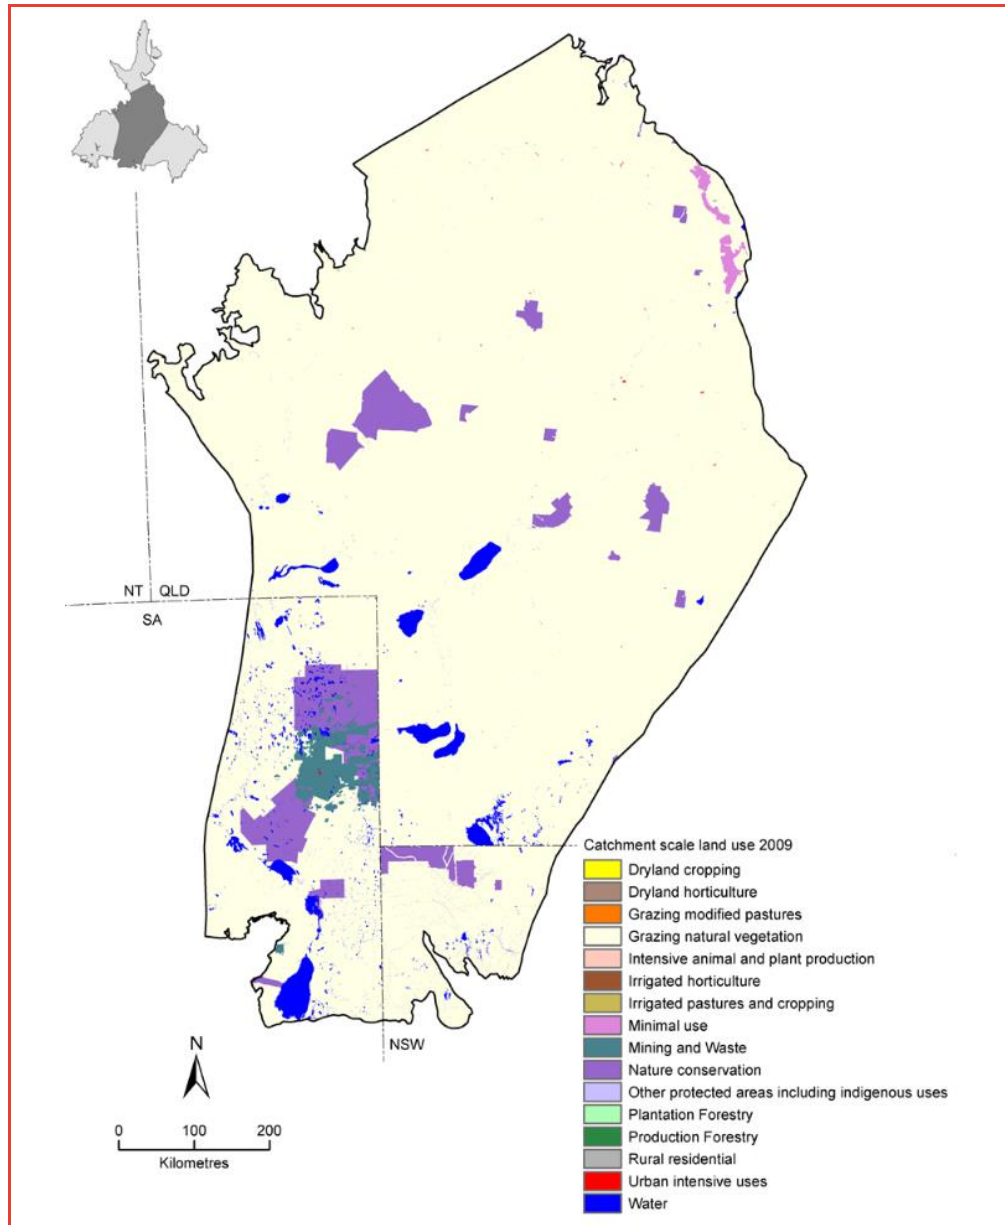 NT QLD
SA
Catchment scale land use 2009
Dryland cropping
Dryland horticulture
Grazing modified pastures
Grazing natural vegetation
Intensive animal and plant production
Irrigated horticulture
Irrigated pastures and cropping
Minimal use
Mining and Waste
Nature conservation
Other protected areas including indigenous uses
Plantation Forestry
Production Forestry
Rural residential
Urban intensive uses
Water
NSW
N
0 100 200
Kilometres